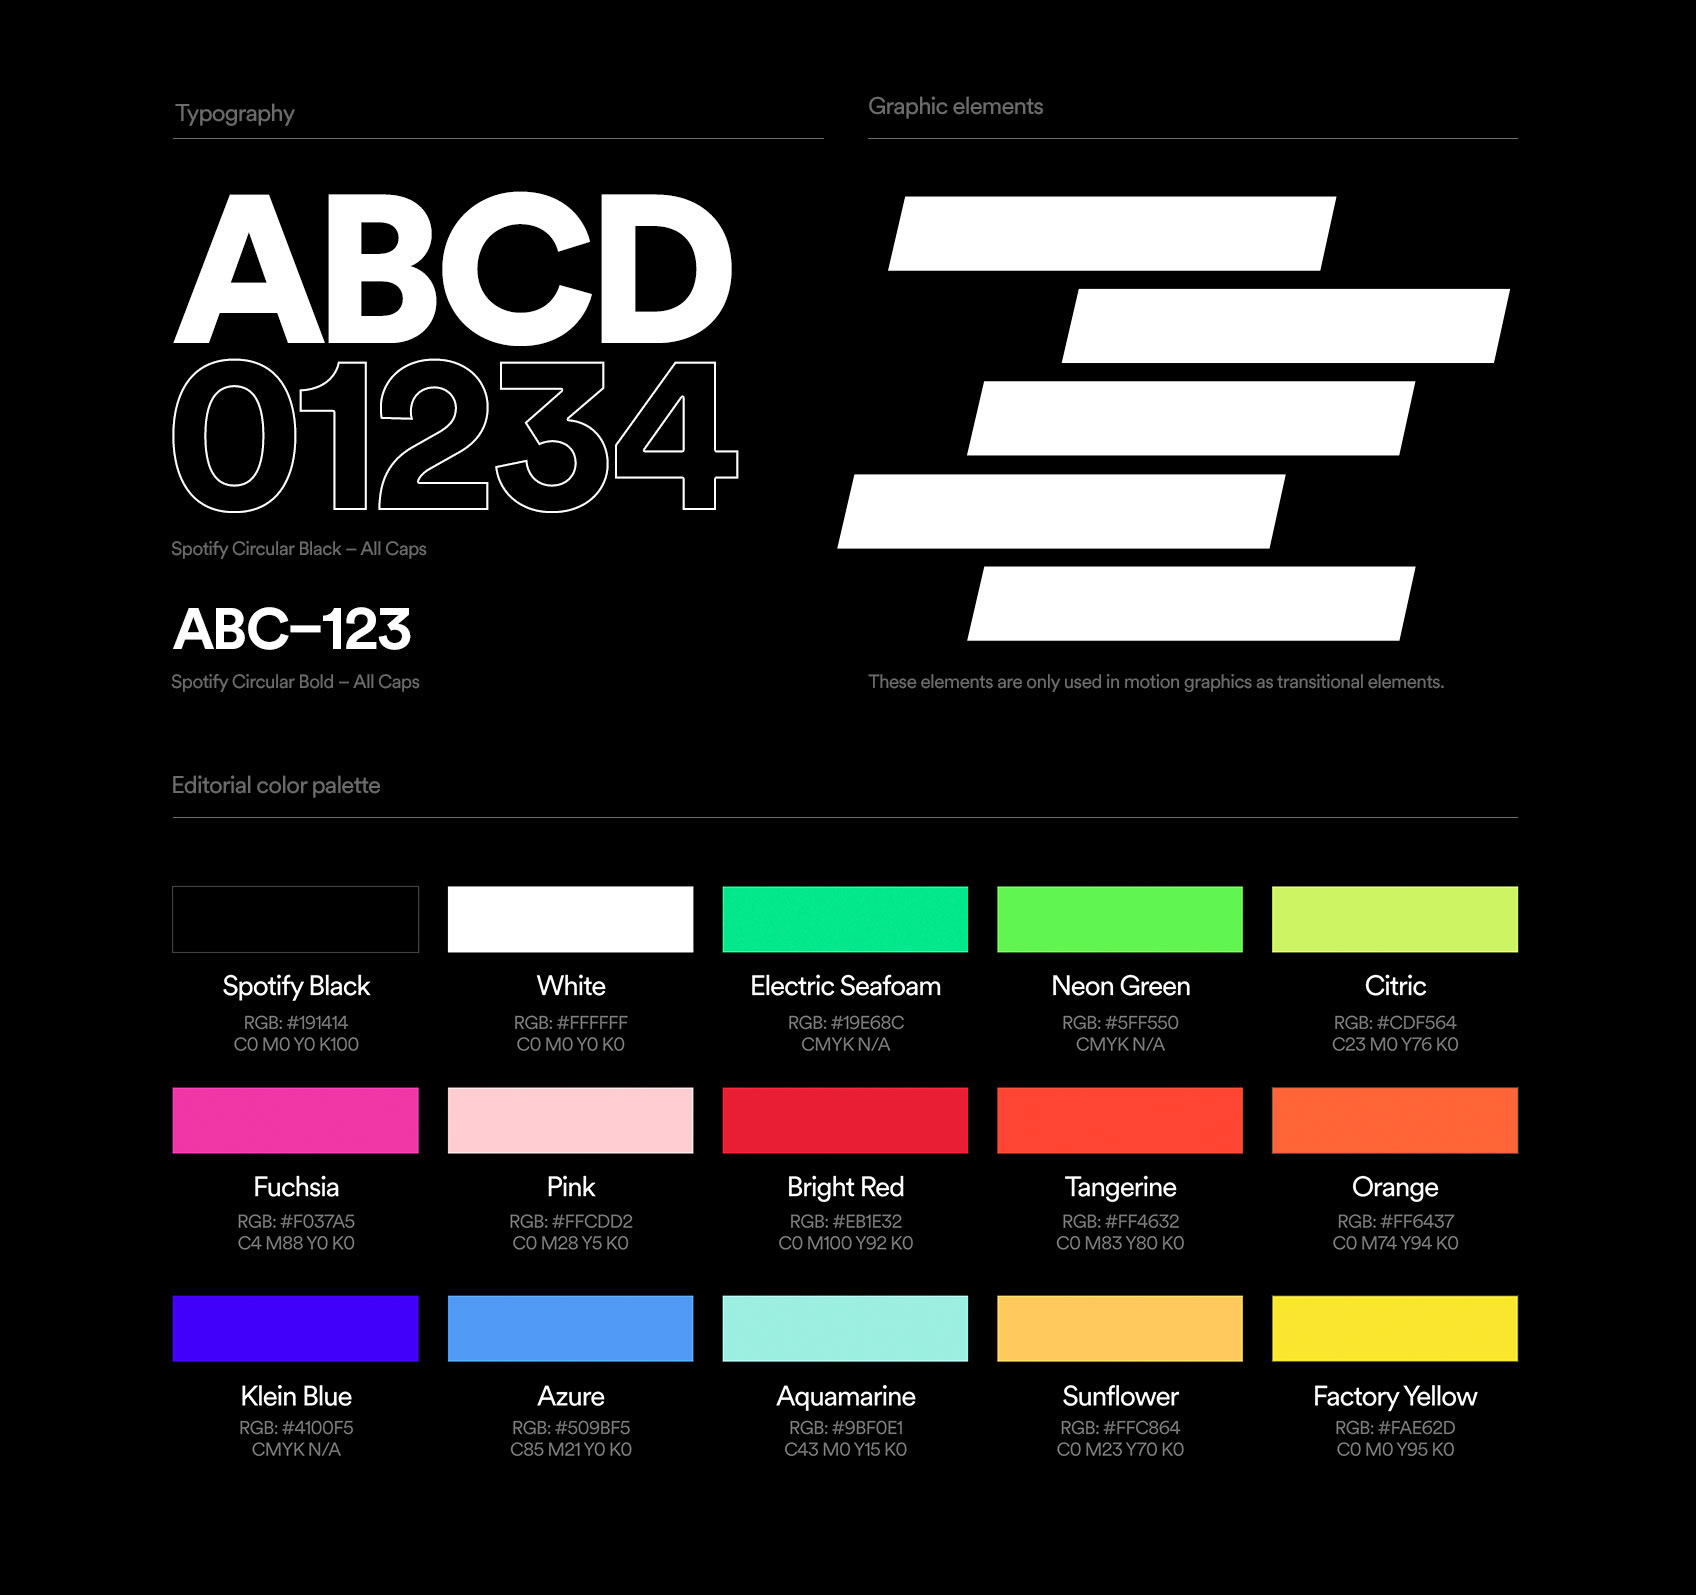 Typography
ABCD
01234
Spotify Circular Black – All Caps
ABC–123
Spotify Circular Bold – All Caps
Graphic elements
These elements are only used in motion graphics as transitional elements.
Editorial color palette
Spotify Black
RGB: #191414
C0 M0 Y0 K100
White
RGB: #FFFFFF
C0 M0 Y0 K0
Electric Seafoam
RGB: #19E68C
CMYK N/A
Neon Green
RGB: #5FF550
CMYK N/A
Citric
RGB: #CDF564
C23 M0 Y76 K0
Fuchsia
RGB: #F037A5
C4 M88 Y0 K0
Pink
RGB: #FFCDD2
C0 M28 Y5 K0
Bright Red
RGB: #EB1E32
C0 M100 Y92 K0
Tangerine
RGB: #FF4632
C0 M83 Y80 K0
Orange
RGB: #FF6437
C0 M74 Y94 K0
Klein Blue
RGB: #4100F5
CMYK N/A
Azure
RGB: #509BF5
C85 M21 Y0 K0
Aquamarine
RGB: #9BF0E1
C43 M0 Y15 K0
Sunflower
RGB: #FFC864
C0 M23 Y70 K0
Factory Yellow
RGB: #FAE62D
C0 M0 Y95 K0